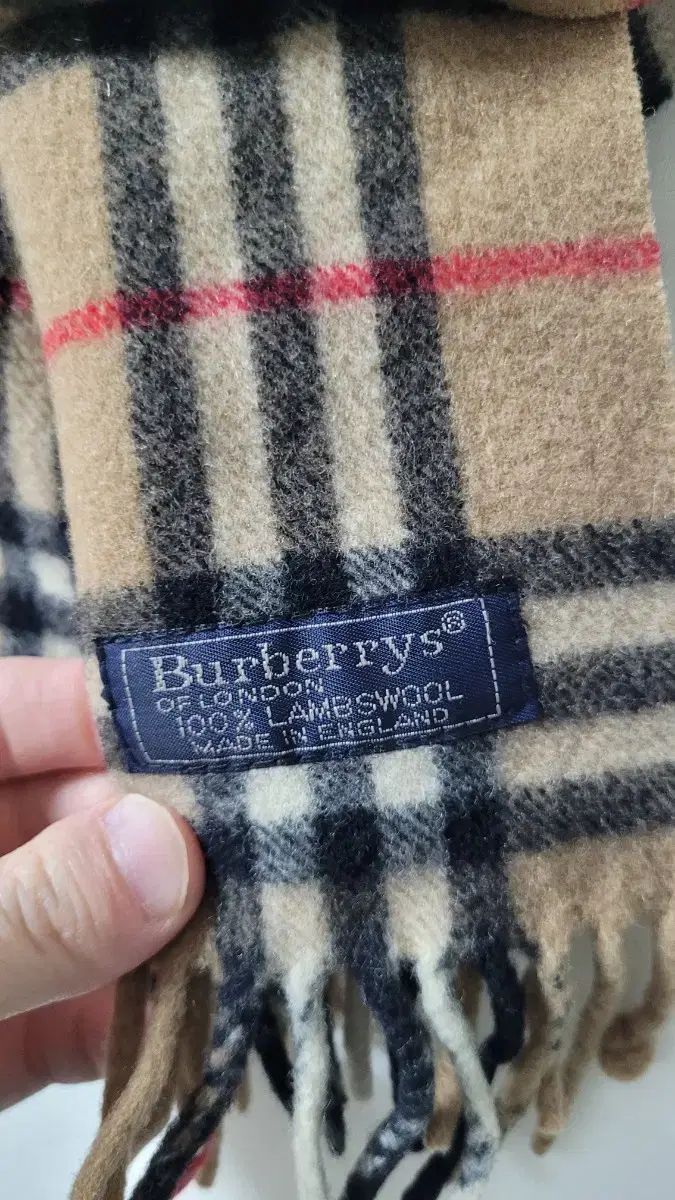 Burberrys®
OF LONDON
100% LAMBSWOOL
MADE IN ENGLAND